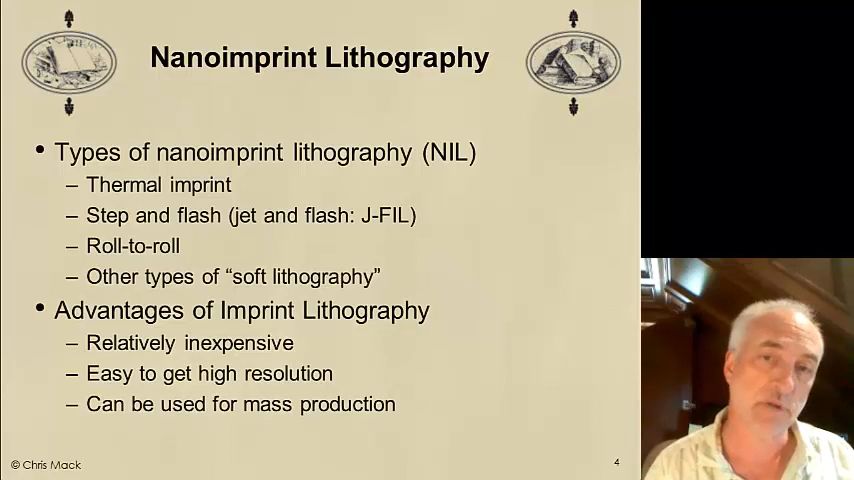 Nanoimprint Lithography
• Types of nanoimprint lithography (NIL)
– Thermal imprint
– Step and flash (jet and flash: J-FIL)
– Roll-to-roll
– Other types of “soft lithography”
• Advantages of Imprint Lithography
– Relatively inexpensive
– Easy to get high resolution
– Can be used for mass production
© Chris Mack
4